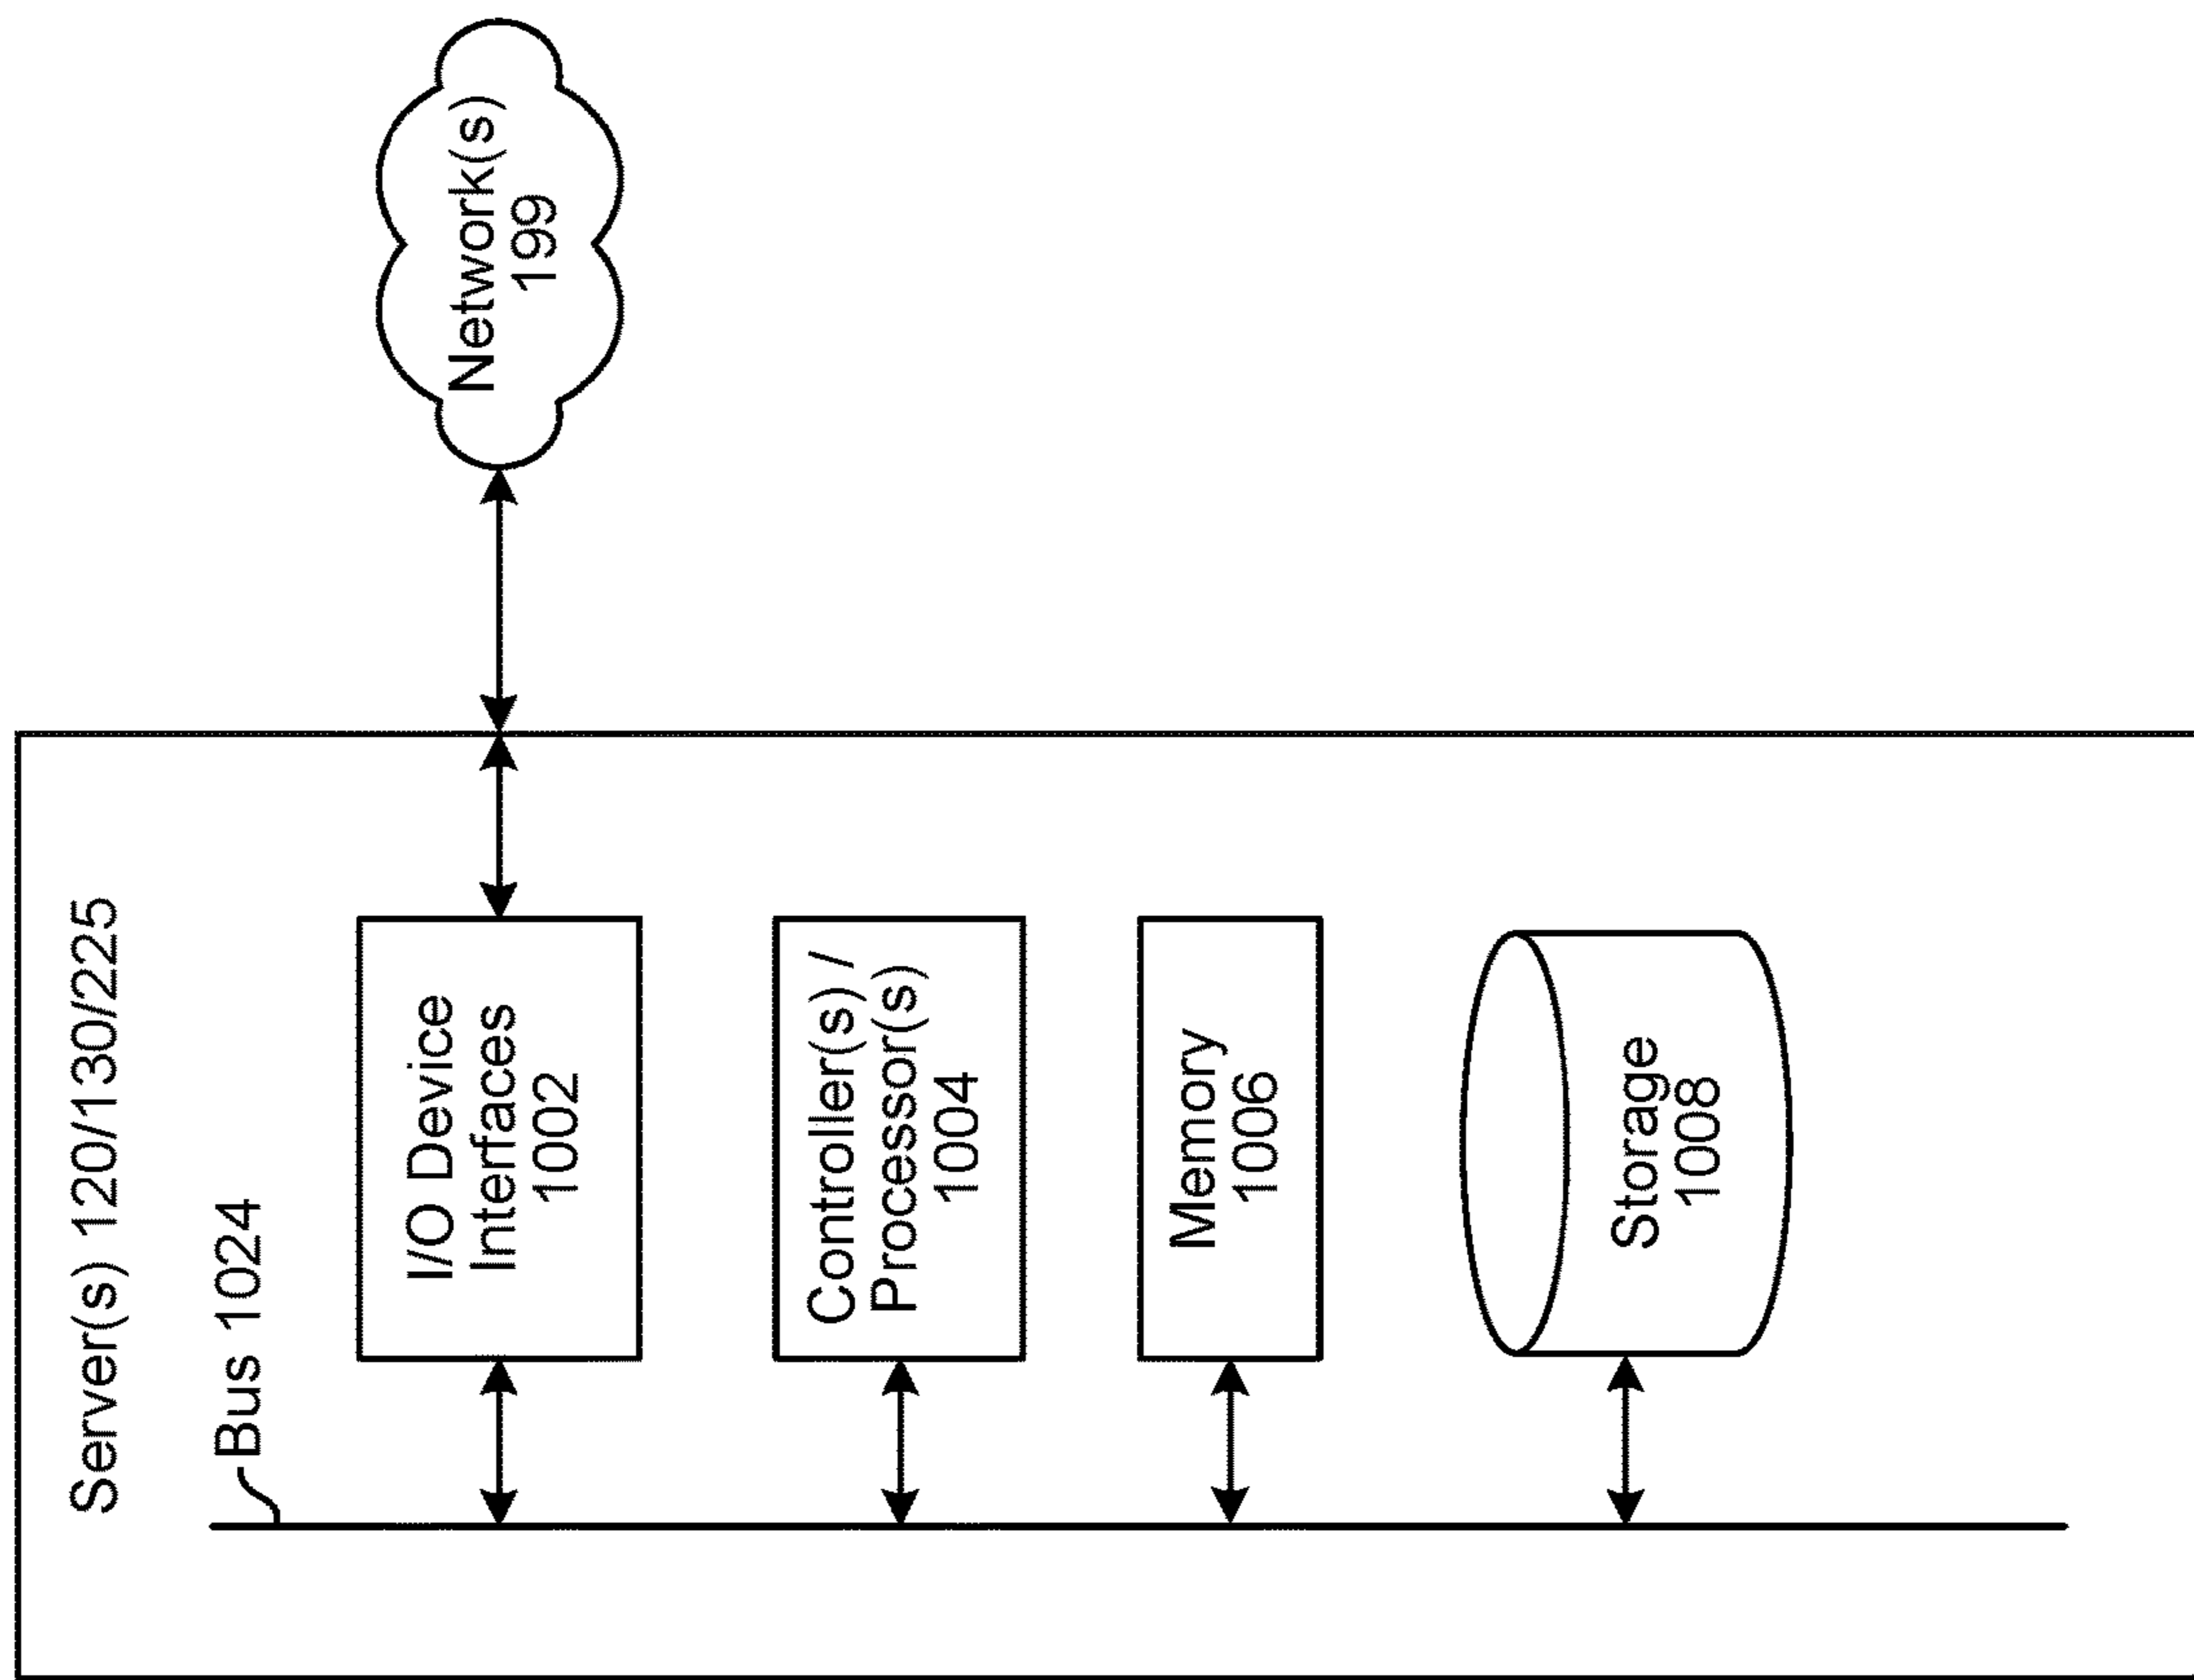 Server(s) 120/130/225
Bus 1024
I/O Device
Interfaces
1002
Network(s)
199
Controller(s) /
Processor(s)
1004
Memory
1006
Storage
1008